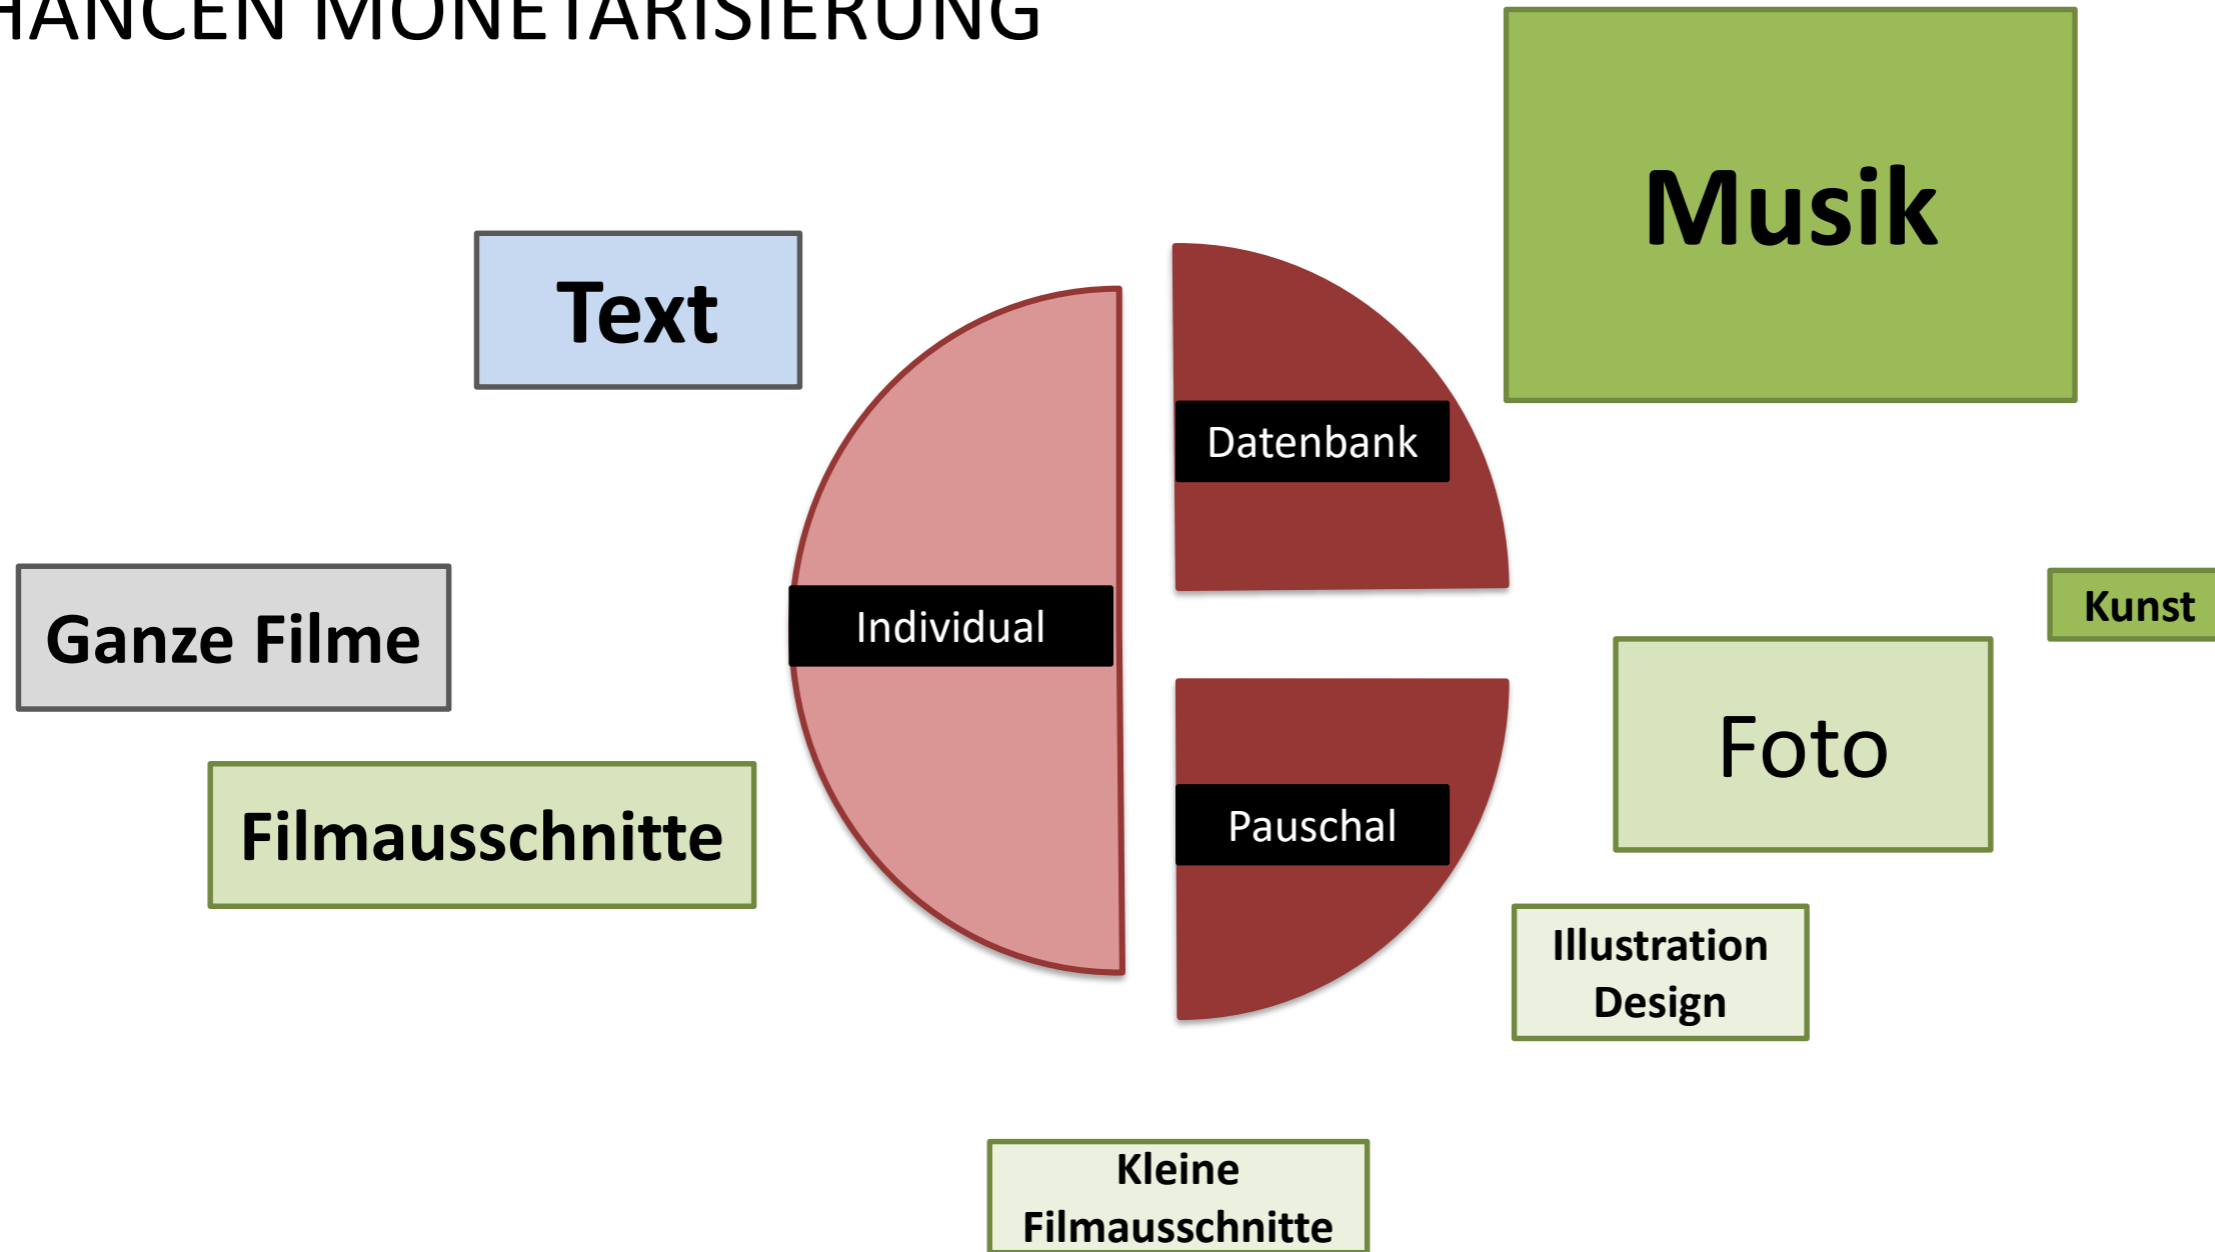 HANCEN MONETARISIERUNG
Musik
Text
Datenbank
Individual
Kunst
Ganze Filme
Foto
Filmausschnitte
Pauschal
Illustration
Design
Kleine
Filmausschnitte